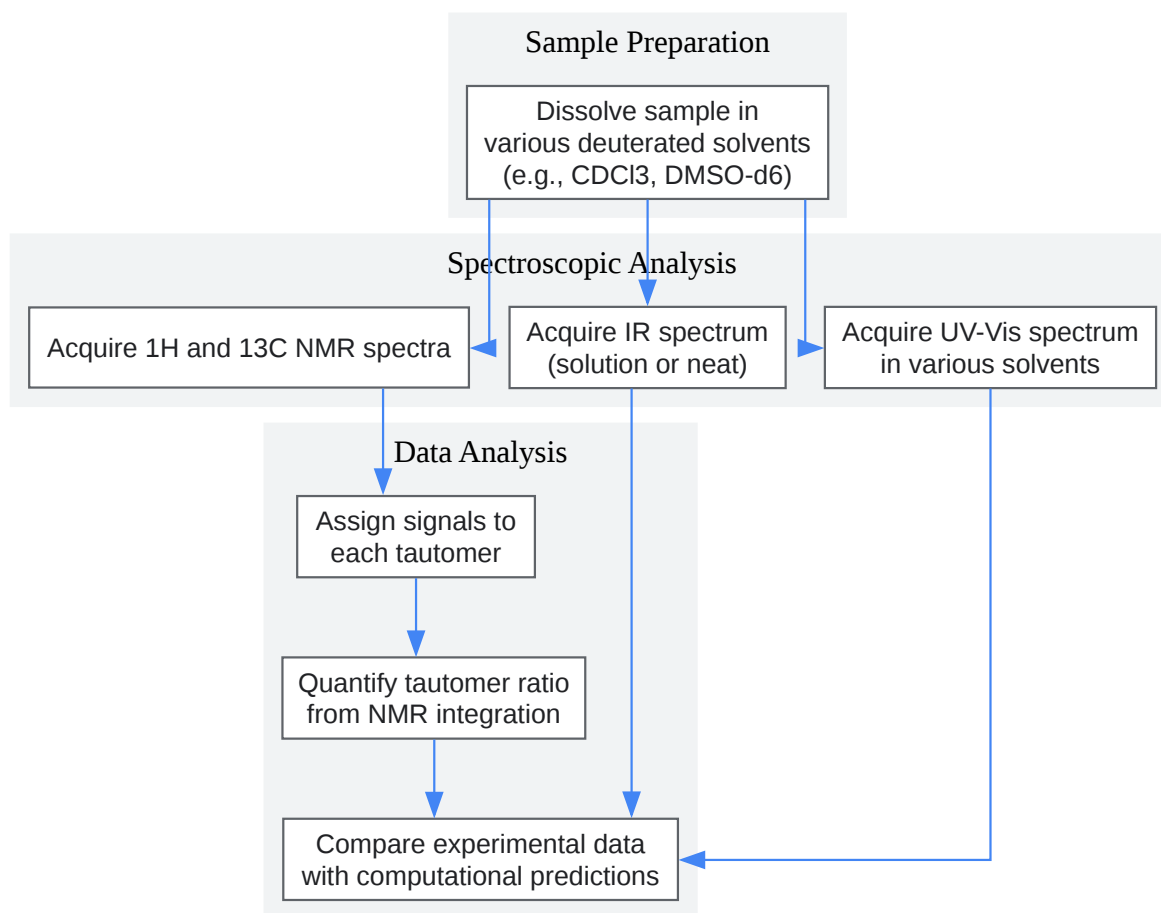 Sample Preparation
Dissolve sample in
various deuterated solvents
(e.g., CDCl3, DMSO-d6)
Spectroscopic Analysis
Acquire 1H and 13C NMR spectra
Acquire IR spectrum
(solution or neat)
Acquire UV-Vis spectrum
in various solvents
Data Analysis
Assign signals to
each tautomer
Quantify tautomer ratio
from NMR integration
Compare experimental data
with computational predictions